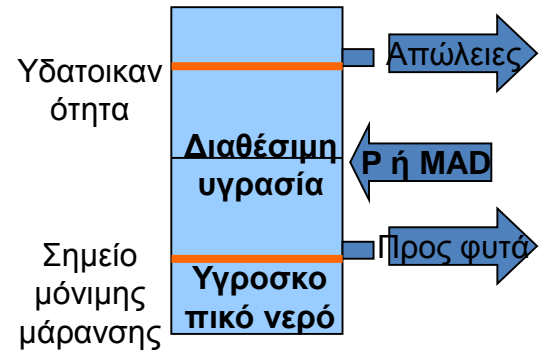 Απώλειες
Υδατοικαν
ότητα
Διαθέσιμη
υγρασία
P ή MAD
Προς φυτά
Σημείο
μόνιμης
μάρανσης
Υγροσκο
πικό νερό